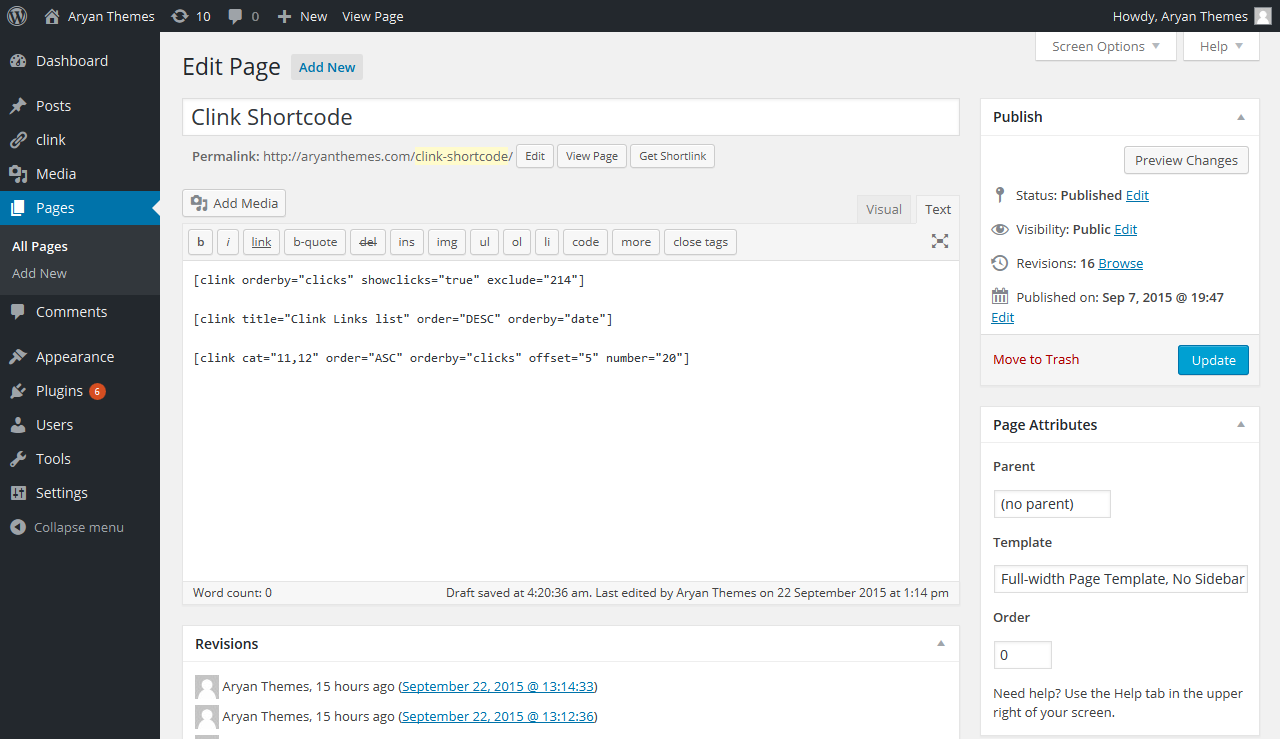 Aryan Themes 10 0 New View Page Howdy, Aryan Themes
Dashboard
Posts
clink
Media
Pages
All Pages
Add New
Comments
Appearance
Plugins 6
Users
Tools
Settings
Collapse menu
Screen Options Help
Edit Page Add New
Clink Shortcode
Permalink: http://aryanthemes.com/clink-shortcode/ Edit View Page Get Shortlink
Add Media
Visual Text
b i link b-quote del ins img ul ol li code more close tags
[clink orderby="clicks" showclicks="true" exclude="214"]
[clink title="Clink Links list" order="DESC" orderby="date"]
[clink cat="11,12" order="ASC" orderby="clicks" offset="5" number="20"]
Word count: 0 Draft saved at 4:20:36 am. Last edited by Aryan Themes on 22 September 2015 at 1:14 pm
Revisions
Aryan Themes, 15 hours ago (September 22, 2015 @ 13:14:33)
Aryan Themes, 15 hours ago (September 22, 2015 @ 13:12:36)
Publish
Preview Changes
Status: Published Edit
Visibility: Public Edit
Revisions: 16 Browse
Published on: Sep 7, 2015 @ 19:47
Edit
Move to Trash Update
Page Attributes
Parent
(no parent)
Template
Full-width Page Template, No Sidebar
Order
0
Need help? Use the Help tab in the upper
right of your screen.